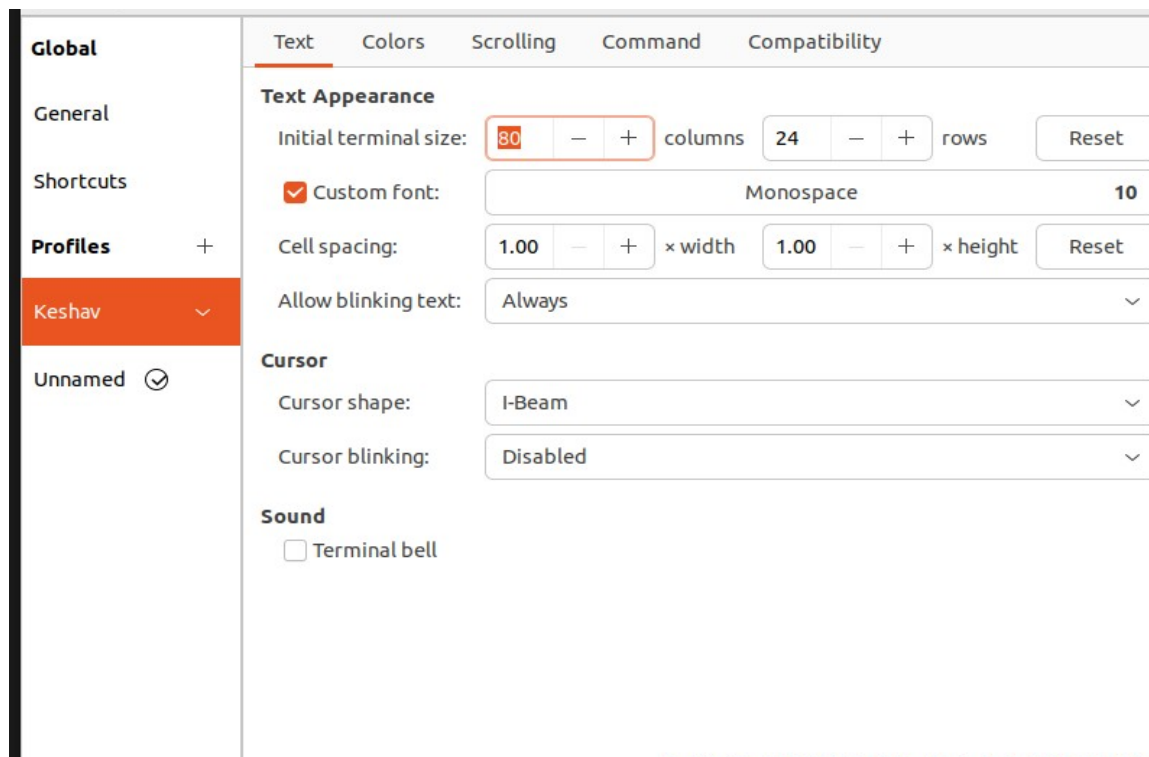 Global
General
Shortcuts
Profiles +
Keshav
Unnamed
Text Colors Scrolling Command Compatibility
Text Appearance
Initial terminal size: 80 − + columns 24 − + rows Reset
Custom font: Monospace 10
Cell spacing: 1.00 − + × width 1.00 − + × height Reset
Allow blinking text: Always
Cursor
Cursor shape: I-Beam
Cursor blinking: Disabled
Sound
Terminal bell